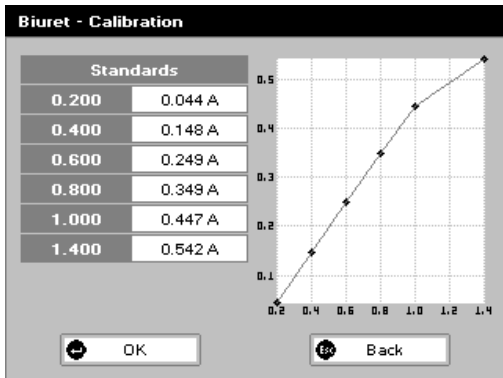 Biuret - Calibration
Standards
0.200 0.044 A
0.400 0.148 A
0.600 0.249 A
0.800 0.349 A
1.000 0.447 A
1.400 0.542 A
0.5
0.4
0.3
0.2
0.1
0.2 0.4 0.6 0.8 1.0 1.2 1.4
OK
Esc Back